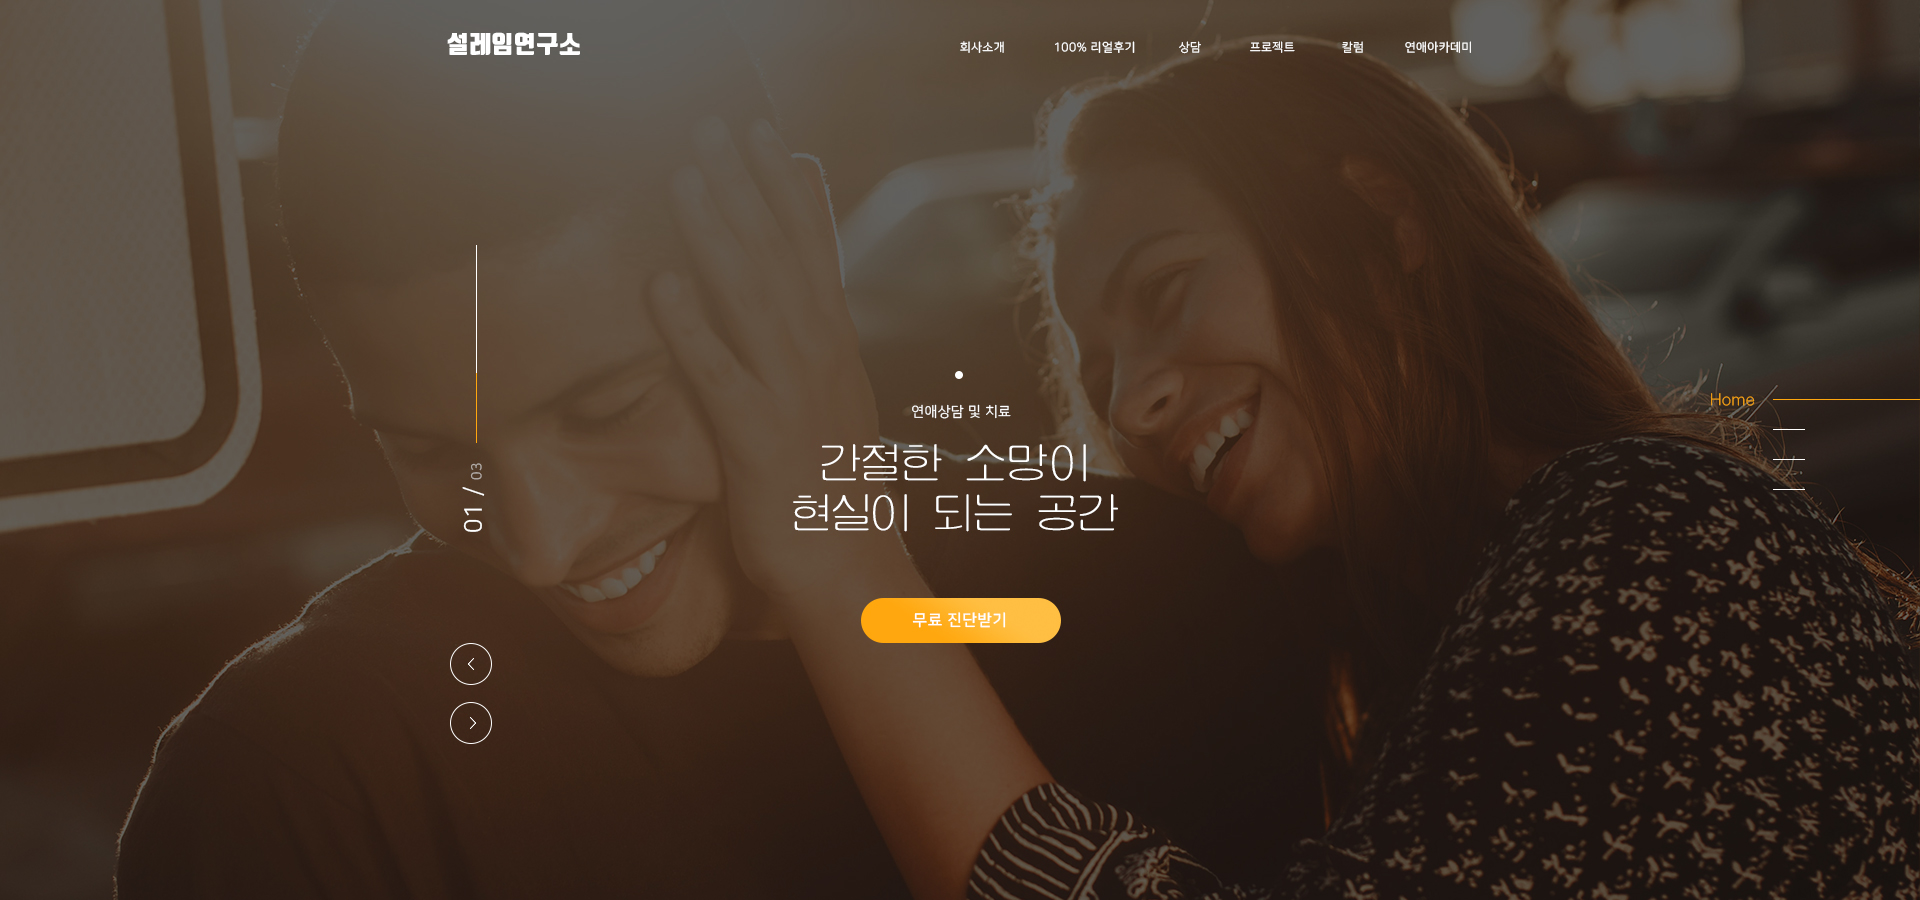 설레임연구소
회사소개 100% 리얼후기 상담 프로젝트 칼럼 연애아카데미
연애상담 및 치료
간절한 소망이
현실이 되는 공간
무료 진단받기
01 / 03
Home